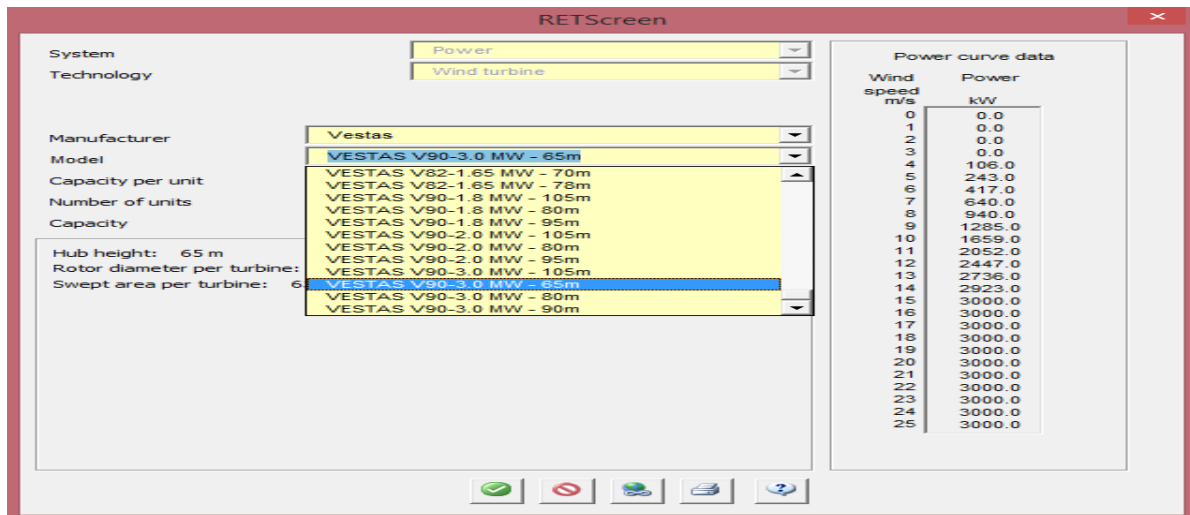 RETScreen
System Power
Technology Wind turbine
Manufacturer Vestas
Model VESTAS V90-3.0 MW - 65m
Capacity per unit
Number of units
Capacity
VESTAS V82-1.65 MW - 70m
VESTAS V82-1.65 MW - 78m
VESTAS V90-1.8 MW - 105m
VESTAS V90-1.8 MW - 80m
VESTAS V90-1.8 MW - 95m
VESTAS V90-2.0 MW - 105m
VESTAS V90-2.0 MW - 80m
VESTAS V90-2.0 MW - 95m
VESTAS V90-3.0 MW - 105m
VESTAS V90-3.0 MW - 65m
VESTAS V90-3.0 MW - 80m
VESTAS V90-3.0 MW - 90m
Hub height: 65 m
Rotor diameter per turbine:
Swept area per turbine: 6
Power curve data
Wind Power
speed
m/s kW
0 0.0
1 0.0
2 0.0
3 0.0
4 106.0
5 243.0
6 417.0
7 640.0
8 940.0
9 1285.0
10 1659.0
11 2052.0
12 2447.0
13 2736.0
14 2923.0
15 3000.0
16 3000.0
17 3000.0
18 3000.0
19 3000.0
20 3000.0
21 3000.0
22 3000.0
23 3000.0
24 3000.0
25 3000.0